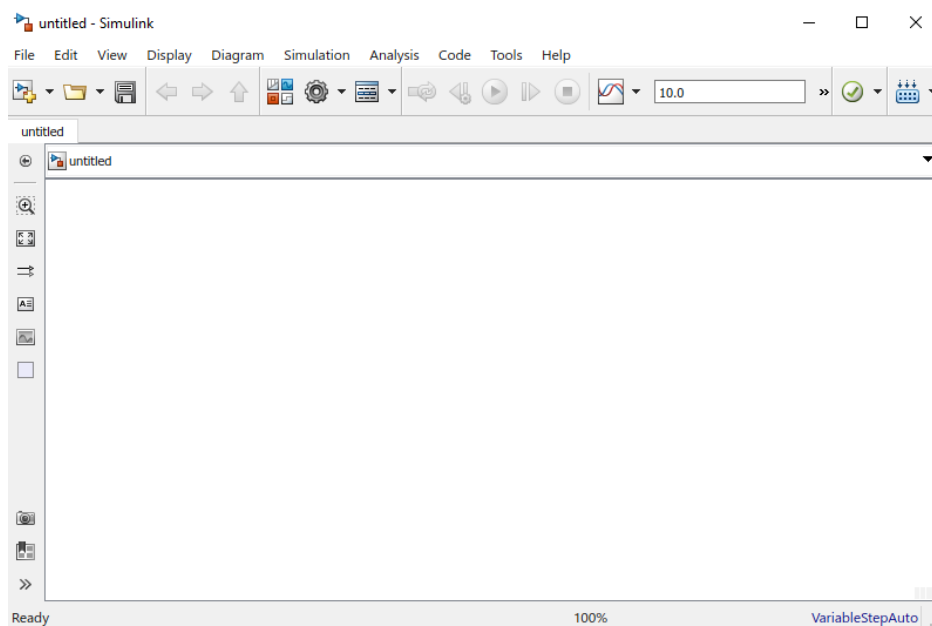 untitled - Simulink
File Edit View Display Diagram Simulation Analysis Code Tools Help
10.0
untitled
untitled
Ready 100% VariableStepAuto